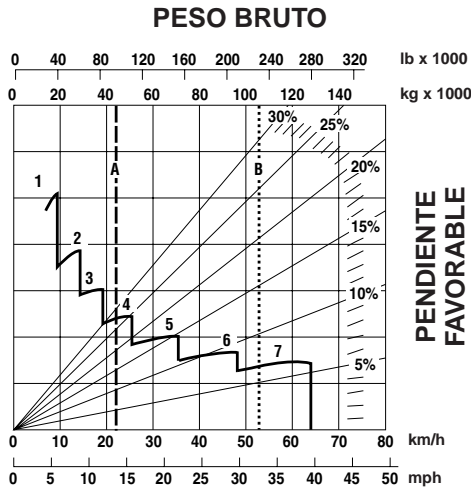 PESO BRUTO
0 40 80 120 160 200 240 280 320 lb x 1000
0 20 40 60 80 100 120 140 kg x 1000
30%
25%
A
B
20%
1
15%
2
3
10%
4
5
6
7
5%
PENDIENTE
FAVORABLE
0 10 20 30 40 50 60 70 80 km/h
0 5 10 15 20 25 30 35 40 45 50 mph